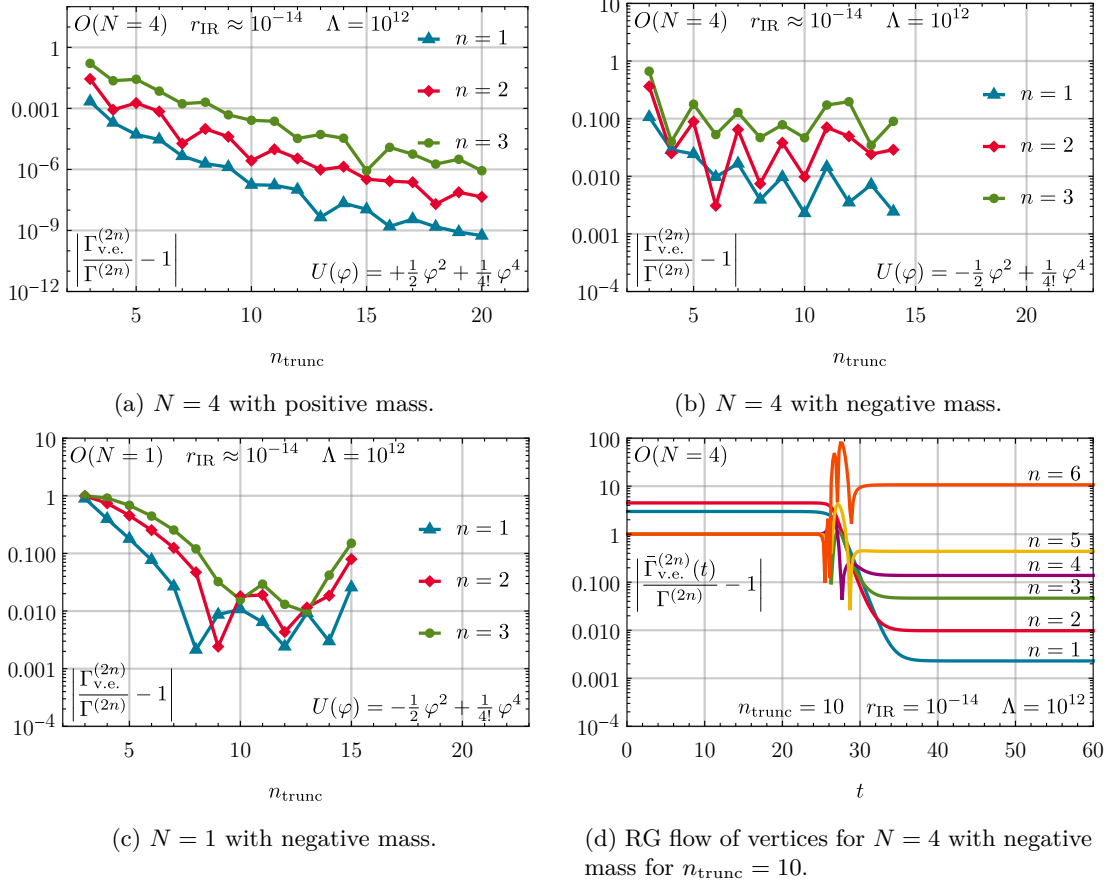 O(N = 4) r_IR ≈ 10^−14 Λ = 10^12
1
0.001
10^−6
10^−9
10^−12
n = 1
n = 2
n = 3
|Γ_v.e.^(2n) / Γ^(2n) − 1|
U(φ) = +1/2 φ^2 + 1/4! φ^4
5 10 15 20
n_trunc
(a) N = 4 with positive mass.
O(N = 4) r_IR ≈ 10^−14 Λ = 10^12
10
1
0.100
0.010
0.001
10^−4
n = 1
n = 2
n = 3
|Γ_v.e.^(2n) / Γ^(2n) − 1|
U(φ) = −1/2 φ^2 + 1/4! φ^4
5 10 15 20
n_trunc
(b) N = 4 with negative mass.
O(N = 1) r_IR ≈ 10^−14 Λ = 10^12
10
1
0.100
0.010
0.001
10^−4
n = 1
n = 2
n = 3
|Γ_v.e.^(2n) / Γ^(2n) − 1|
U(φ) = −1/2 φ^2 + 1/4! φ^4
5 10 15 20
n_trunc
(c) N = 1 with negative mass.
O(N = 4)
100
10
1
0.100
0.010
0.001
10^−4
n = 6
n = 5
n = 4
n = 3
n = 2
n = 1
|Γ̄_v.e.^(2n)(t) / Γ^(2n) − 1|
n_trunc = 10 r_IR = 10^−14 Λ = 10^12
0 10 20 30 40 50 60
t
(d) RG flow of vertices for N = 4 with negative
mass for n_trunc = 10.